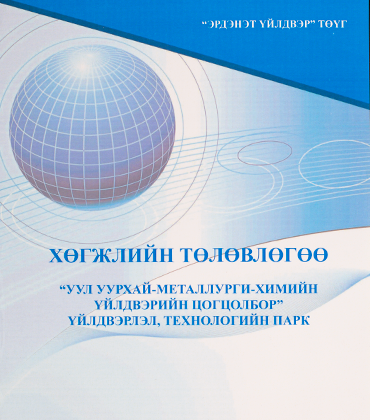 “ЭРДЭНЭТ ҮЙЛДВЭР” ТӨҮГ
ХӨГЖЛИЙН ТӨЛӨВЛӨГӨӨ
“УУЛ УУРХАЙ-МЕТАЛЛУРГИ-ХИМИЙН
ҮЙЛДВЭРИЙН ЦОГЦОЛБОР”
ҮЙЛДВЭРЛЭЛ, ТЕХНОЛОГИЙН ПАРК